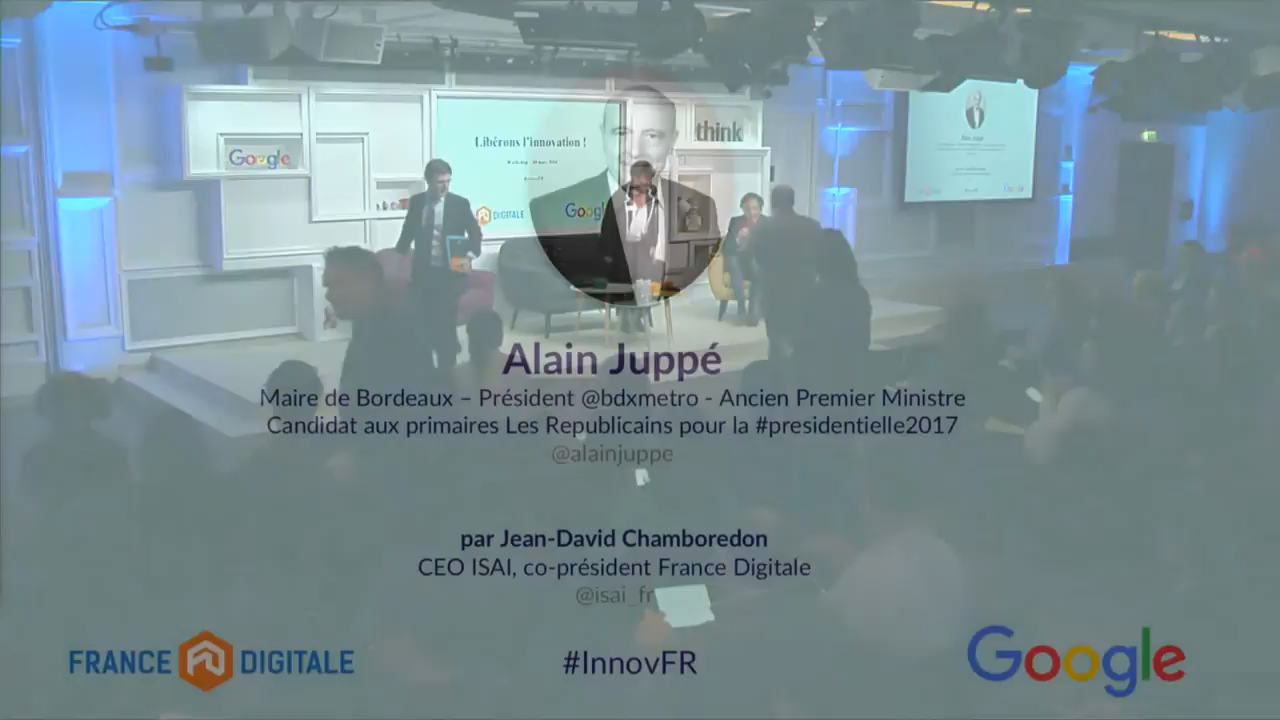 think
Google
Libérons l'innovation !
DIGITALE
Google
Alain Juppé
Maire de Bordeaux – Président @bdxmetro - Ancien Premier Ministre
Candidat aux primaires Les Republicains pour la #presidentielle2017
@alainjuppe
par Jean-David Chamboredon
CEO ISAI, co-président France Digitale
@isai_fr
FRANCE DIGITALE
#InnovFR
Google